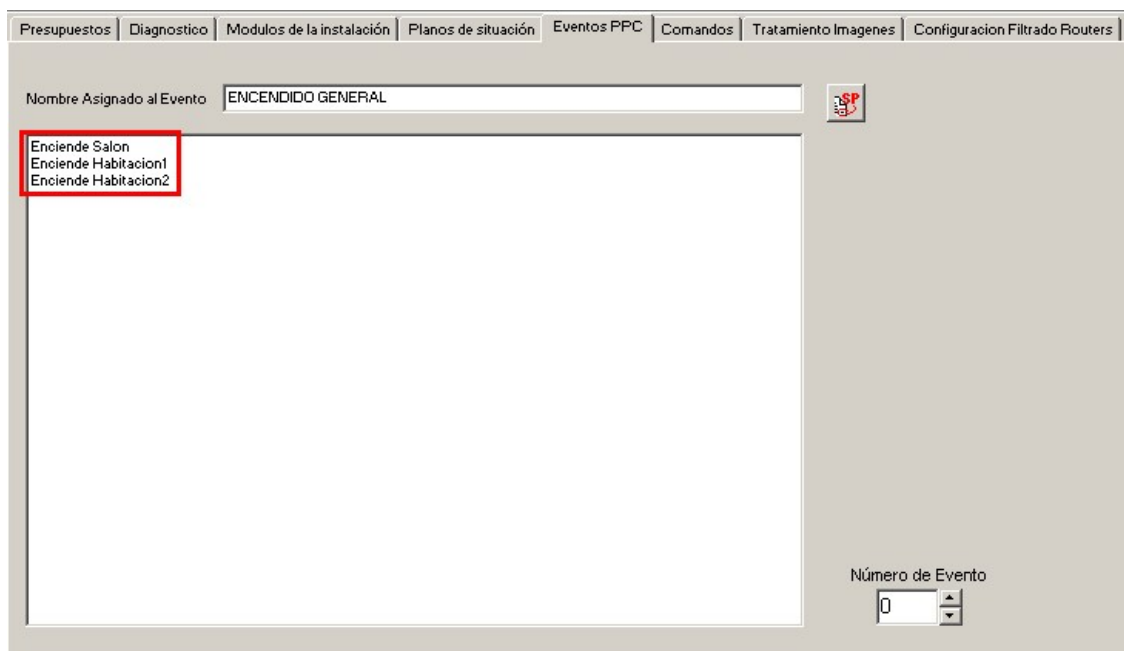 Presupuestos Diagnostico Modulos de la instalación Planos de situación Eventos PPC Comandos Tratamiento Imagenes Configuracion Filtrado Routers
Nombre Asignado al Evento ENCENDIDO GENERAL SP
Enciende Salon
Enciende Habitacion1
Enciende Habitacion2
Número de Evento
0